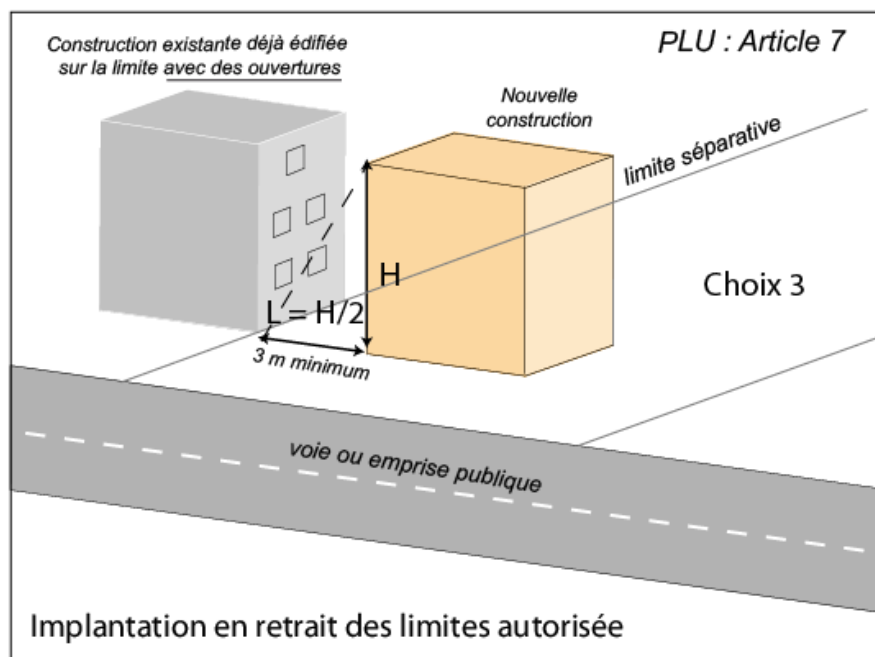 Construction existante déjà édifiée
sur la limite avec des ouvertures
PLU : Article 7
Nouvelle
construction
limite séparative
H
Choix 3
L = H/2
3 m minimum
voie ou emprise publique
Implantation en retrait des limites autorisée